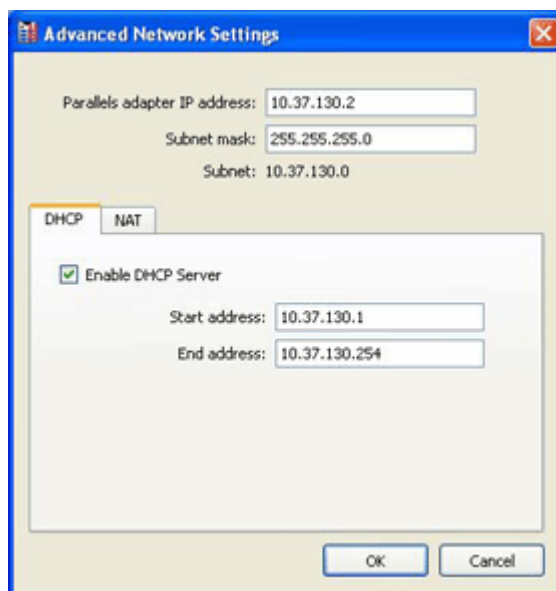 Advanced Network Settings
Parallels adapter IP address: 10.37.130.2
Subnet mask: 255.255.255.0
Subnet: 10.37.130.0
DHCP NAT
Enable DHCP Server
Start address: 10.37.130.1
End address: 10.37.130.254
OK Cancel